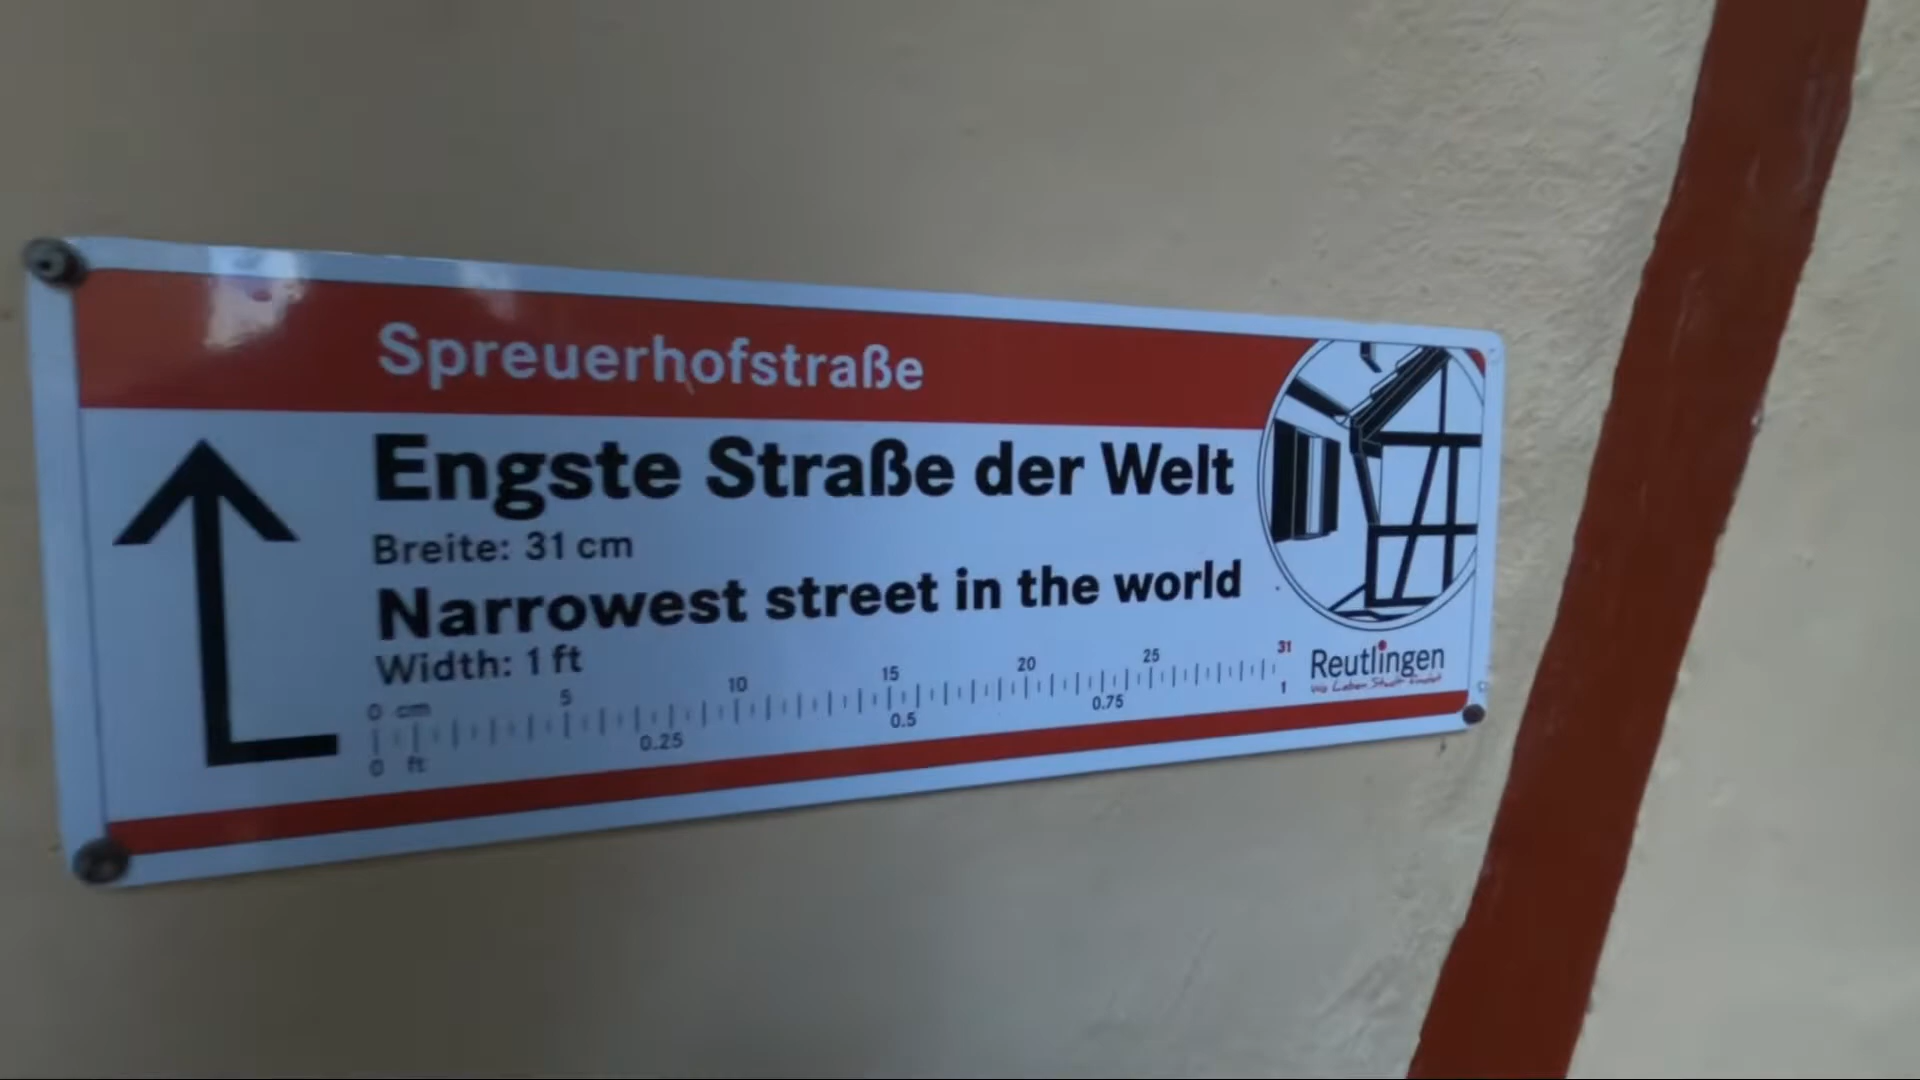 Spreuerhofstraße
Engste Straße der Welt
Breite: 31 cm
Narrowest street in the world
Width: 1 ft
0 cm 5 10 15 20 25 31
0 ft 0.25 0.5 0.75 1
Reutlingen